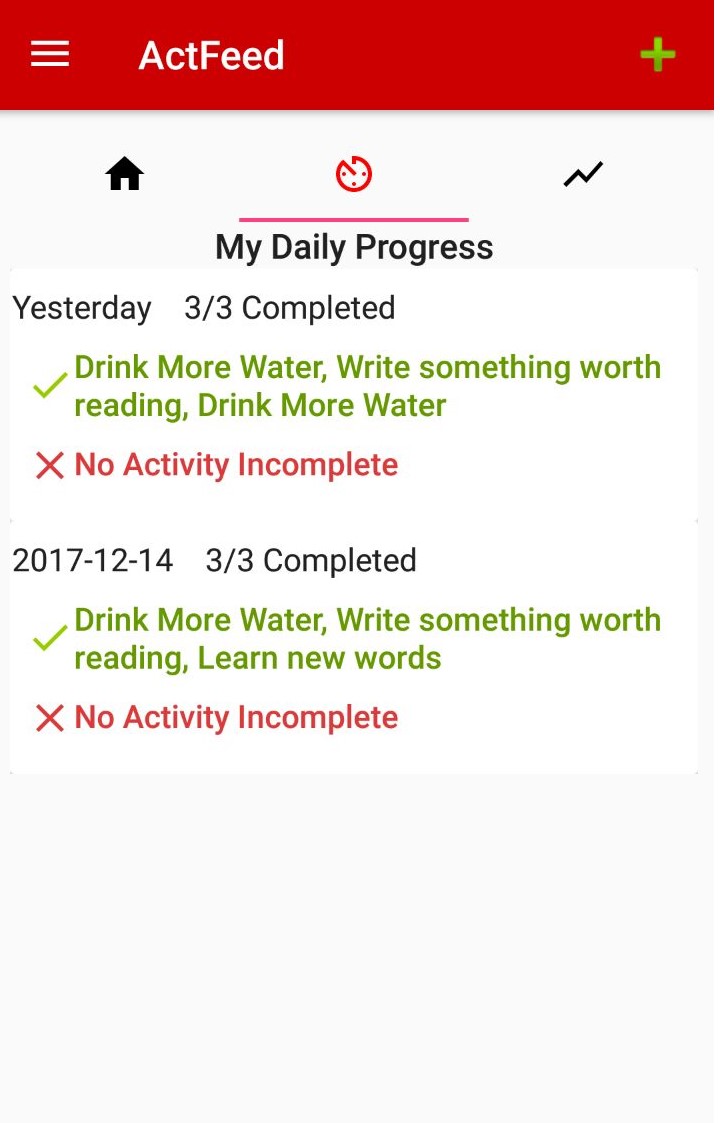 ActFeed
My Daily Progress
Yesterday 3/3 Completed
Drink More Water, Write something worth
reading, Drink More Water
No Activity Incomplete
2017-12-14 3/3 Completed
Drink More Water, Write something worth
reading, Learn new words
No Activity Incomplete